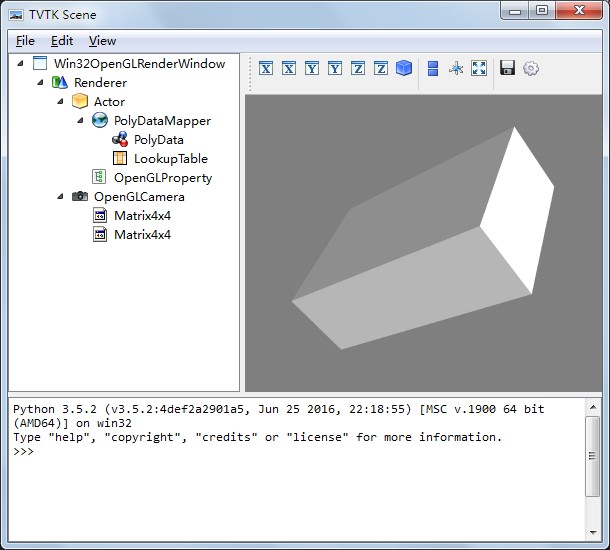 TVTK Scene
File Edit View
Win32OpenGLRenderWindow
Renderer
Actor
PolyDataMapper
PolyData
LookupTable
OpenGLProperty
OpenGLCamera
Matrix4x4
Matrix4x4
X X Y Y Z Z
Python 3.5.2 (v3.5.2:4def2a2901a5, Jun 25 2016, 22:18:55) [MSC v.1900 64 bit
(AMD64)] on win32
Type "help", "copyright", "credits" or "license" for more information.
>>>